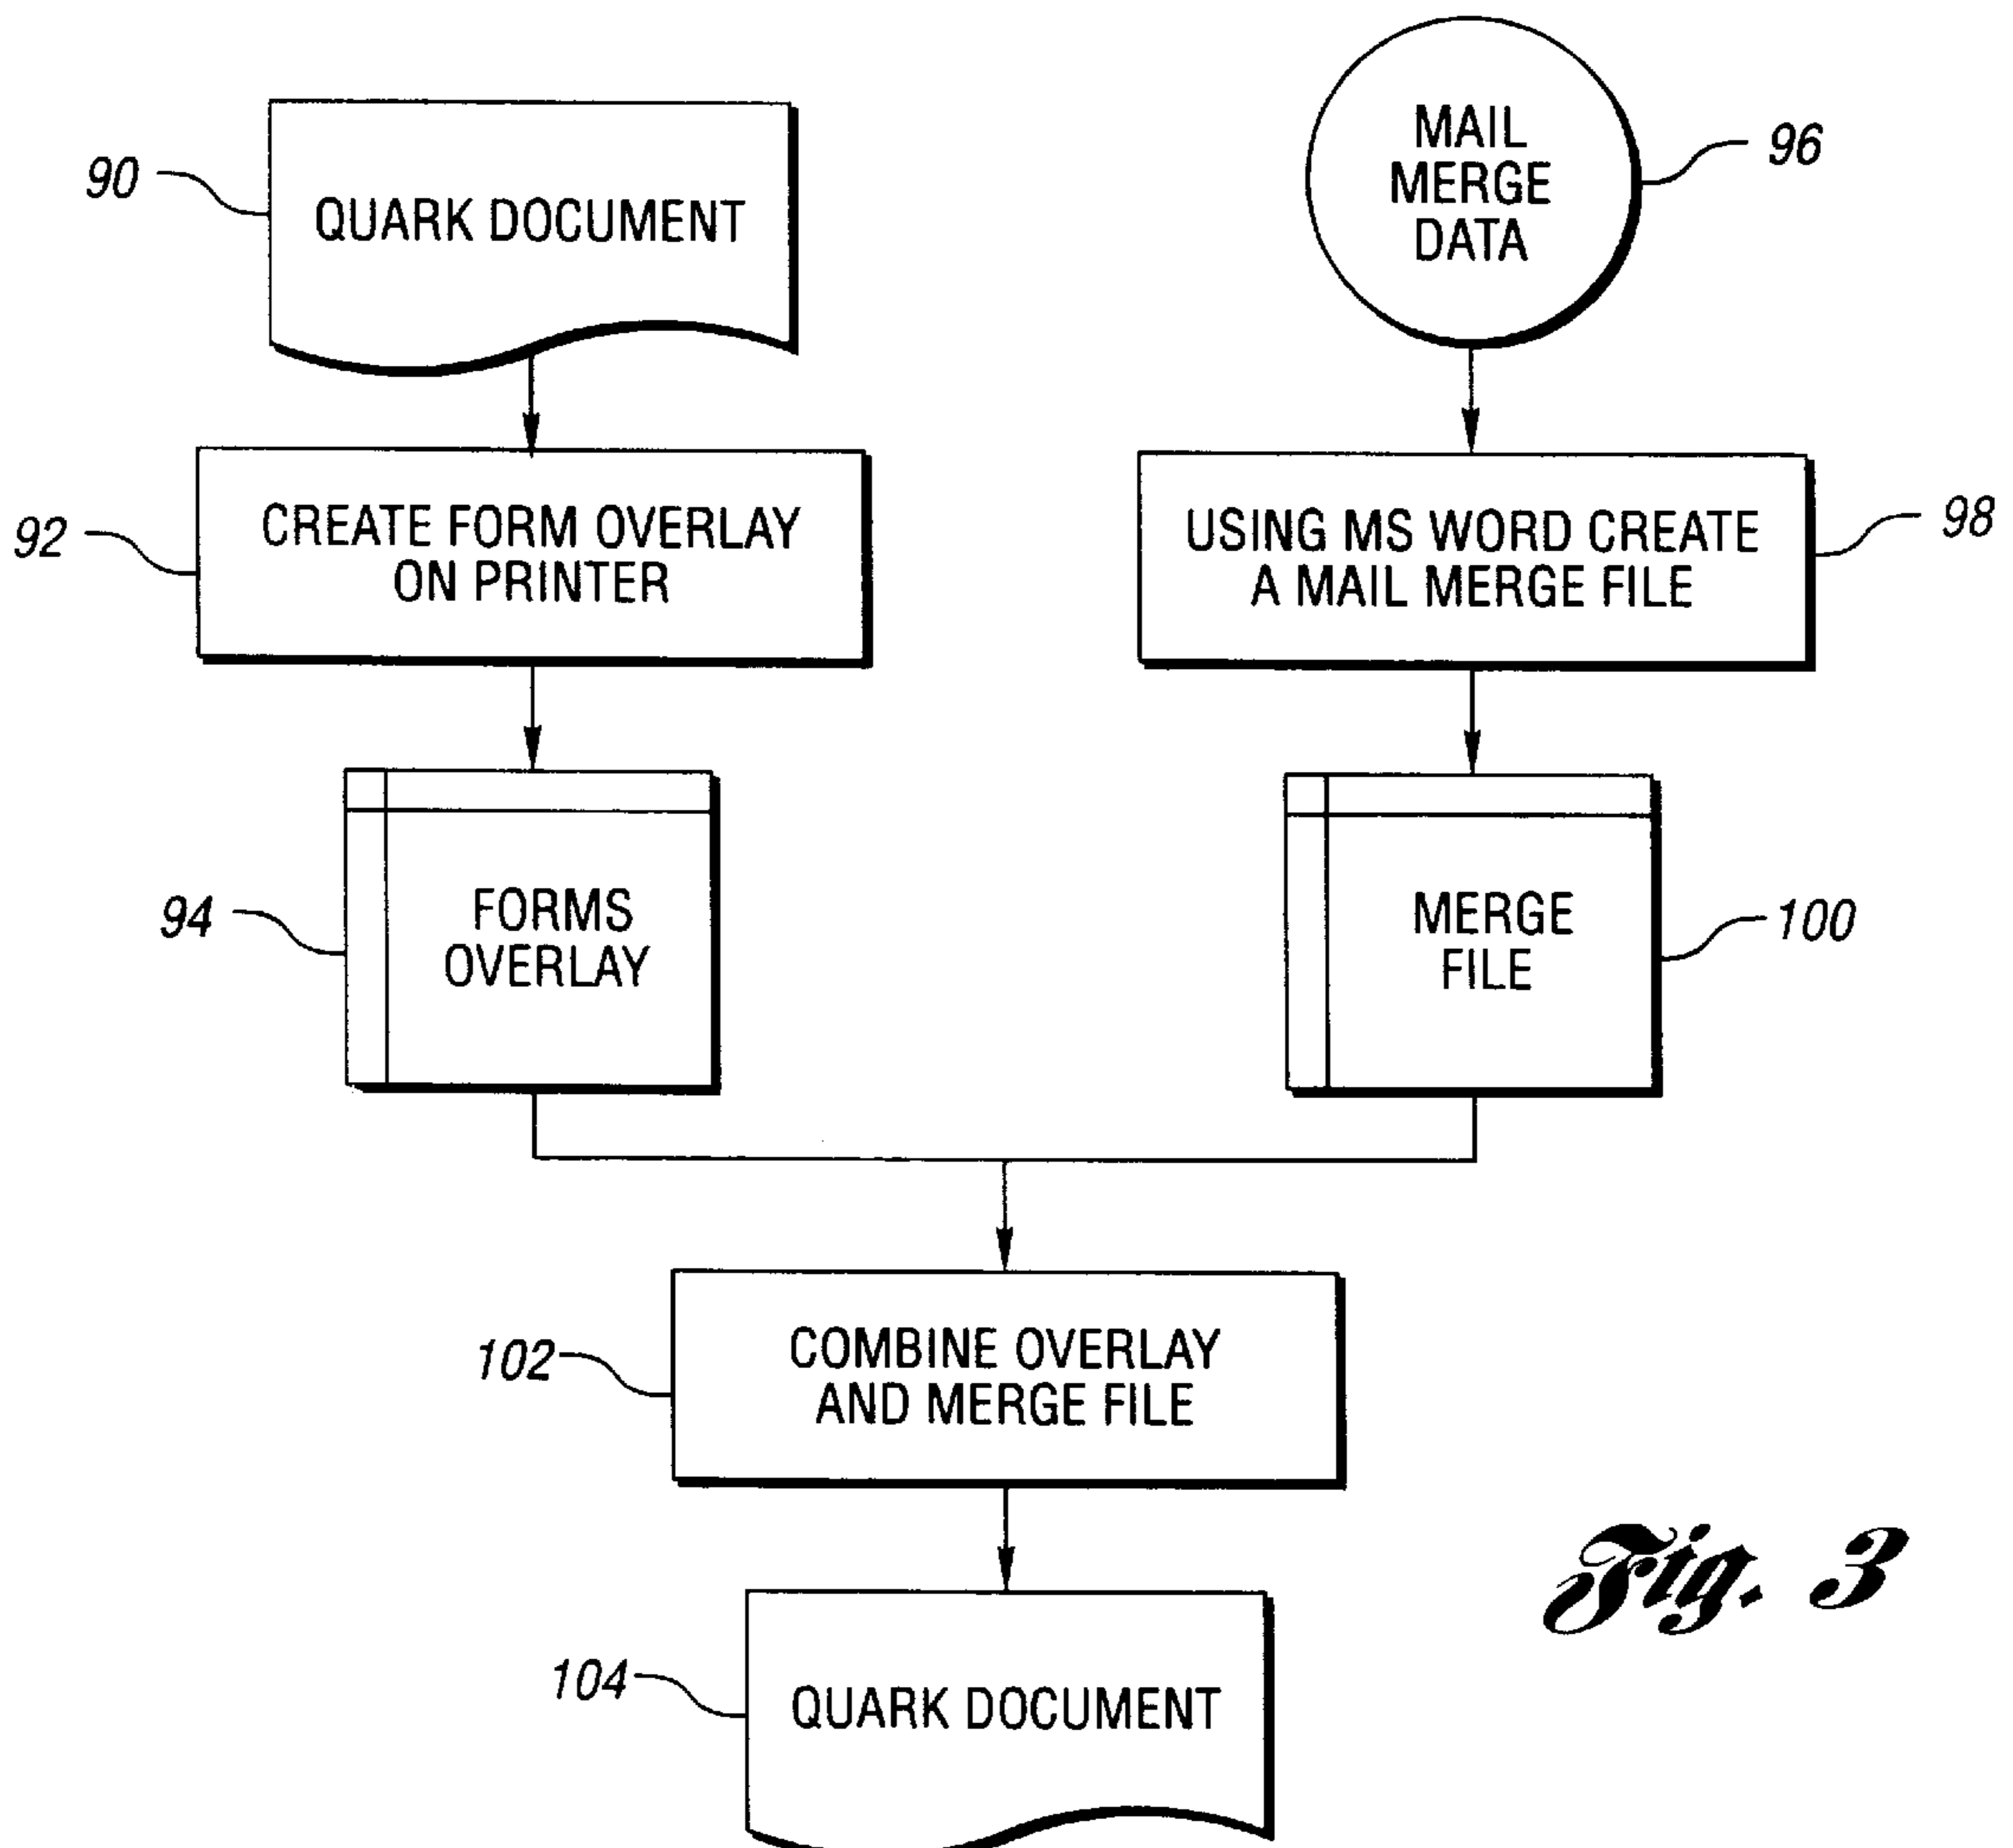 90
QUARK DOCUMENT
MAIL
MERGE
DATA
96
92
CREATE FORM OVERLAY
ON PRINTER
USING MS WORD CREATE
A MAIL MERGE FILE
98
94
FORMS
OVERLAY
MERGE
FILE
100
102
COMBINE OVERLAY
AND MERGE FILE
104
QUARK DOCUMENT
Fig. 3